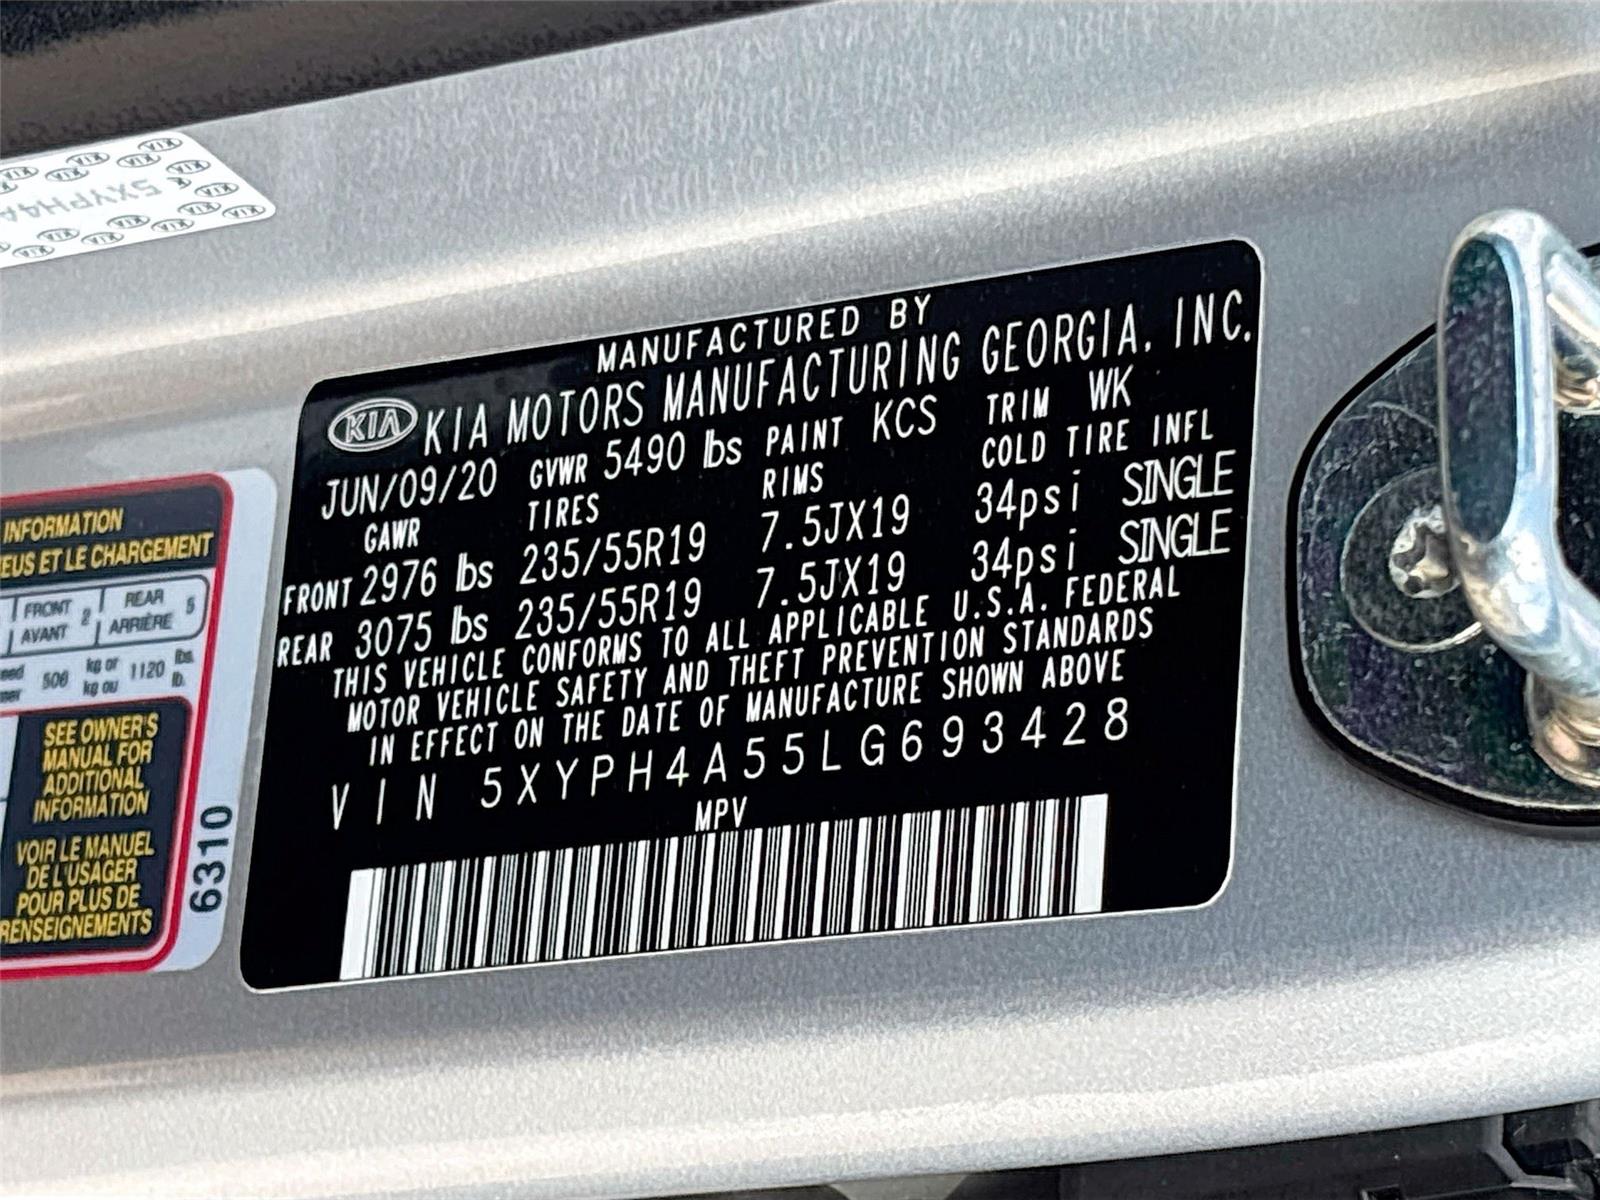 5XYPH4A
KIA
INFORMATION
EUS ET LE CHARGEMENT
FRONT 2 REAR 5
AVANT ARRIÈRE
506 kg or 1120 lbs.
kg ou lb.
SEE OWNER'S
MANUAL FOR
ADDITIONAL
INFORMATION
VOIR LE MANUEL
DE L'USAGER
POUR PLUS DE
RENSEIGNEMENTS
6310
MANUFACTURED BY
KIA KIA MOTORS MANUFACTURING GEORGIA, INC.
JUN/09/20 GVWR 5490 lbs PAINT KCS TRIM WK
GAWR TIRES RIMS COLD TIRE INFL
FRONT 2976 lbs 235/55R19 7.5JX19 34psi SINGLE
REAR 3075 lbs 235/55R19 7.5JX19 34psi SINGLE
THIS VEHICLE CONFORMS TO ALL APPLICABLE U.S.A. FEDERAL
MOTOR VEHICLE SAFETY AND THEFT PREVENTION STANDARDS
IN EFFECT ON THE DATE OF MANUFACTURE SHOWN ABOVE
VIN 5XYPH4A55LG693428
MPV